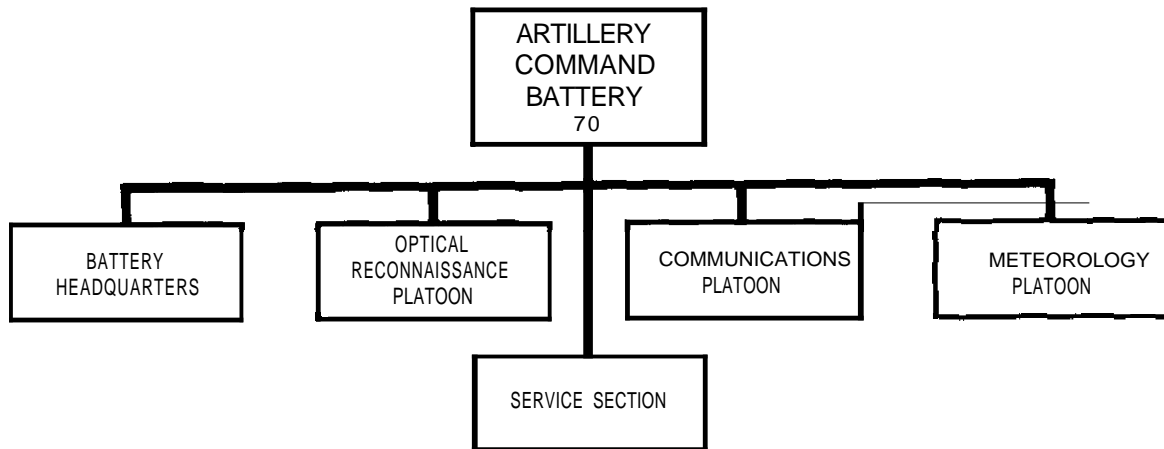 ARTILLERY
COMMAND
BATTERY
70
BATTERY
HEADQUARTERS
OPTICAL
RECONNAISSANCE
PLATOON
COMMUNICATIONS
PLATOON
METEOROLOGY
PLATOON
SERVICE SECTION